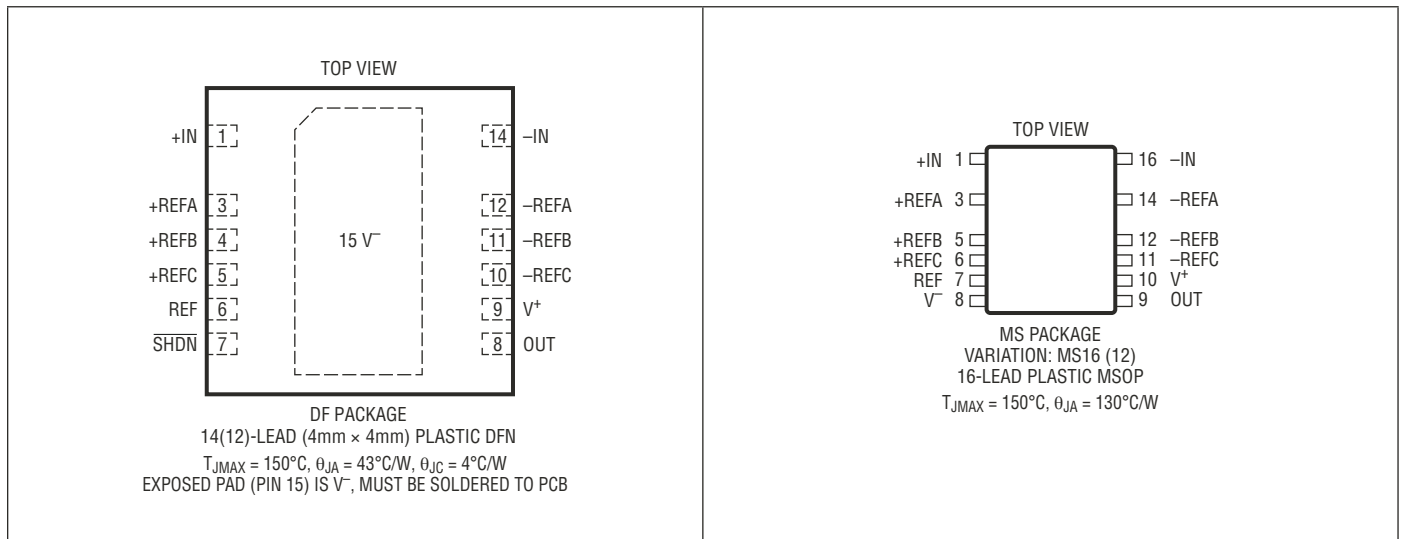 TOP VIEW
+IN 1 14 –IN
+REFA 3 12 –REFA
+REFB 4 15 V– 11 –REFB
+REFC 5 10 –REFC
REF 6 9 V+
SHDN 7 8 OUT
DF PACKAGE
14(12)-LEAD (4mm × 4mm) PLASTIC DFN
TJMAX = 150°C, θJA = 43°C/W, θJC = 4°C/W
EXPOSED PAD (PIN 15) IS V–, MUST BE SOLDERED TO PCB
TOP VIEW
+IN 1 16 –IN
+REFA 3 14 –REFA
+REFB 5 12 –REFB
+REFC 6 11 –REFC
REF 7 10 V+
V– 8 9 OUT
MS PACKAGE
VARIATION: MS16 (12)
16-LEAD PLASTIC MSOP
TJMAX = 150°C, θJA = 130°C/W